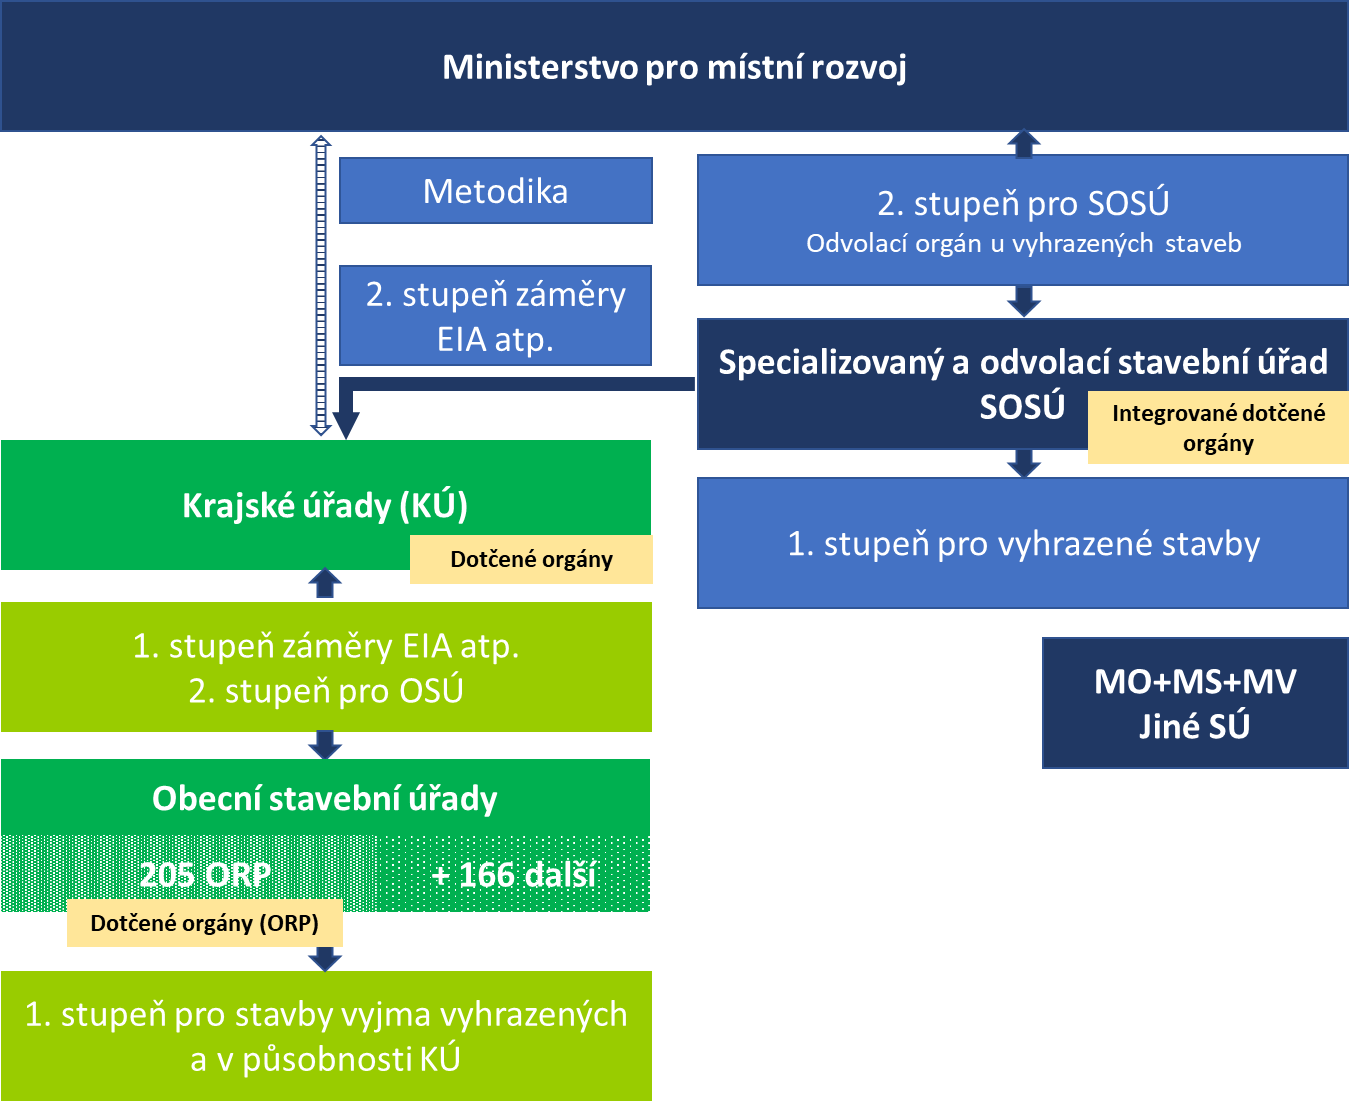 Ministerstvo pro místní rozvoj
Metodika
2. stupeň záměry
EIA atp.
2. stupeň pro SOSÚ
Odvolací orgán u vyhrazených staveb
Specializovaný a odvolací stavební úřad
SOSÚ
Integrované dotčené
orgány
1. stupeň pro vyhrazené stavby
Krajské úřady (KÚ)
Dotčené orgány
1. stupeň záměry EIA atp.
2. stupeň pro OSÚ
MO+MS+MV
Jiné SÚ
Obecní stavební úřady
205 ORP
+ 166 další
Dotčené orgány (ORP)
1. stupeň pro stavby vyjma vyhrazených
a v působnosti KÚ